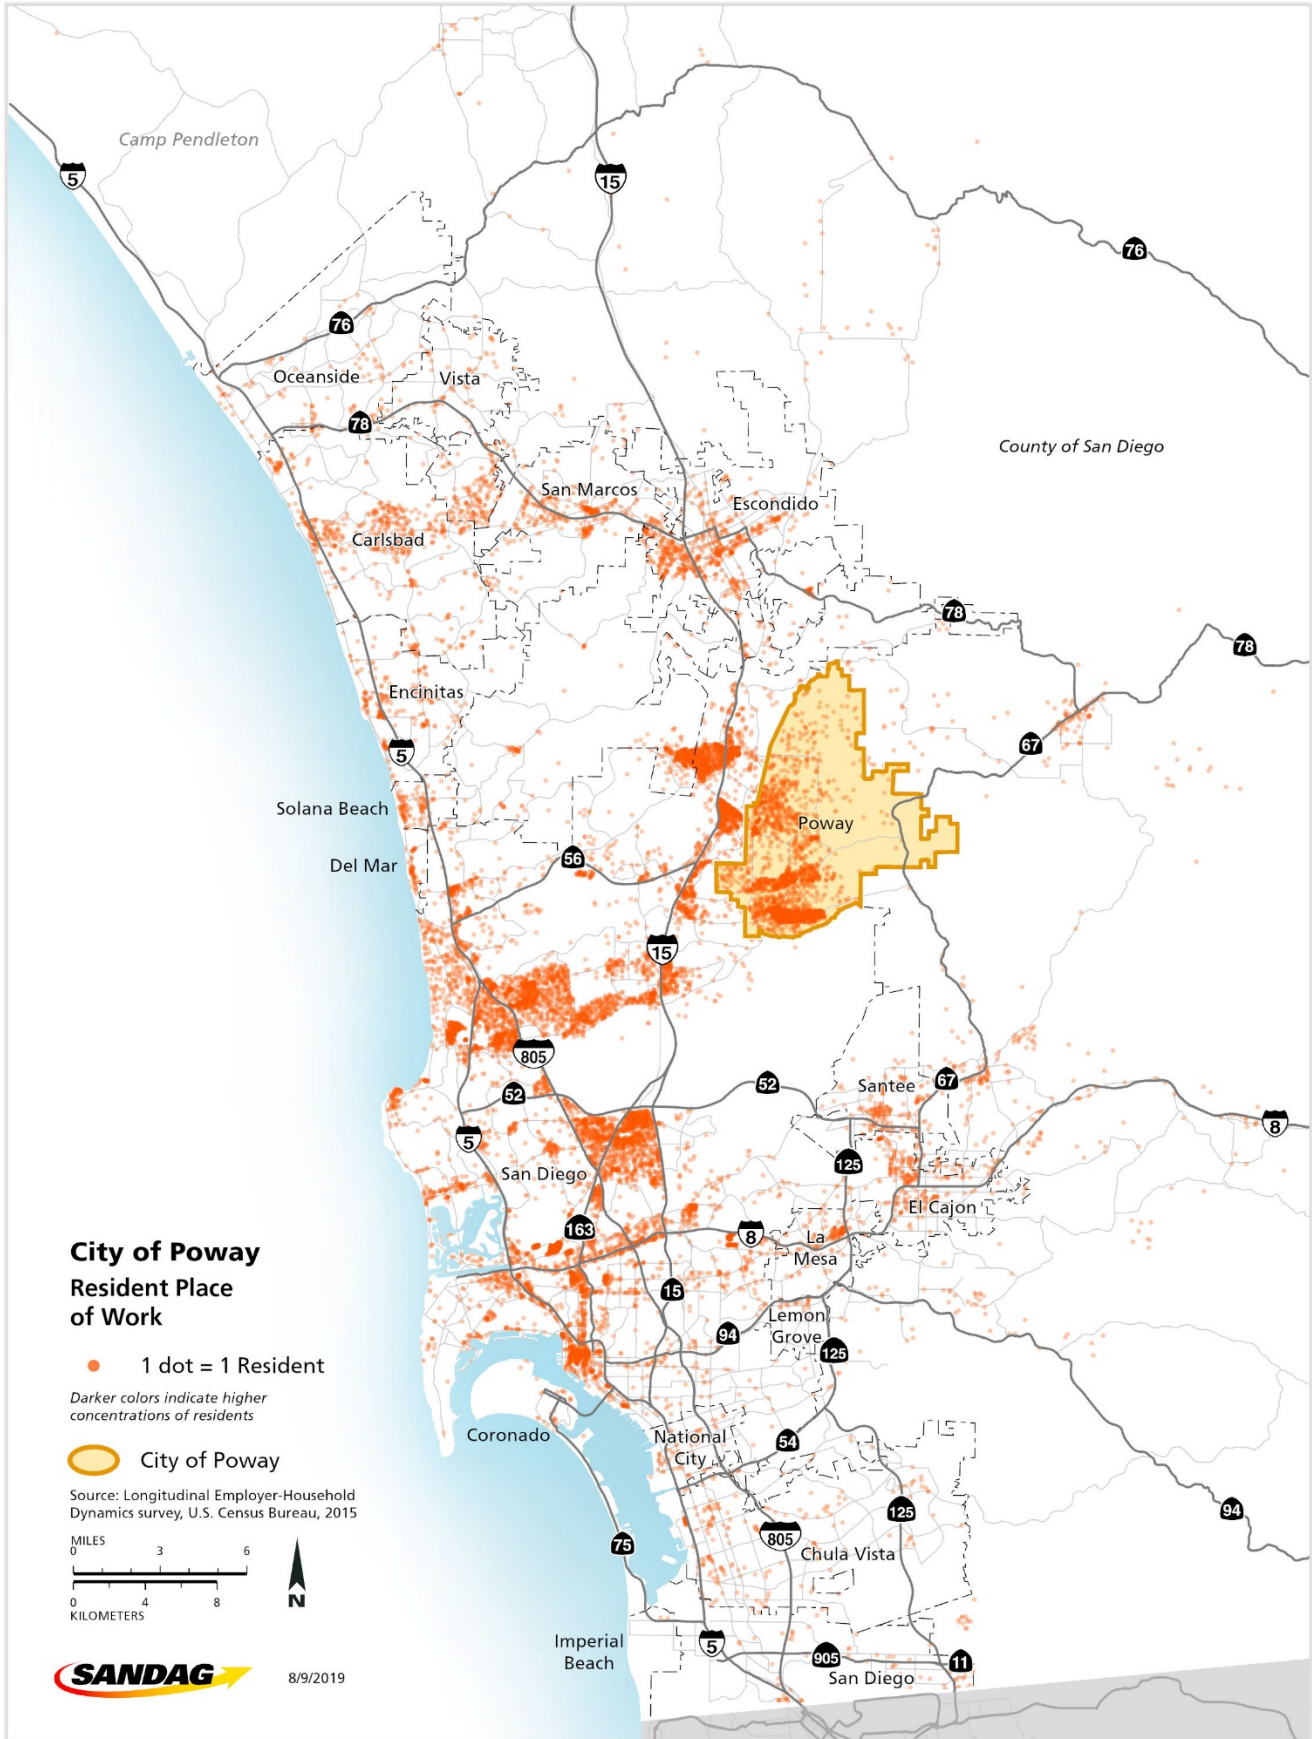 Camp Pendleton
5
15
76
76
Oceanside
Vista
78
County of San Diego
San Marcos
Escondido
Carlsbad
78
78
Encinitas
67
5
Solana Beach
Poway
Del Mar
56
15
805
52
Santee
67
52
8
5
125
San Diego
El Cajon
163
8
La
Mesa
15
Lemon
Grove
94
125
Coronado
National
City
54
125
94
75
805
Chula Vista
Imperial
Beach
5
905
11
San Diego
City of Poway
Resident Place
of Work
1 dot = 1 Resident
Darker colors indicate higher
concentrations of residents
City of Poway
Source: Longitudinal Employer-Household
Dynamics survey, U.S. Census Bureau, 2015
MILES
0 3 6
0 4 8
KILOMETERS
N
SANDAG
8/9/2019